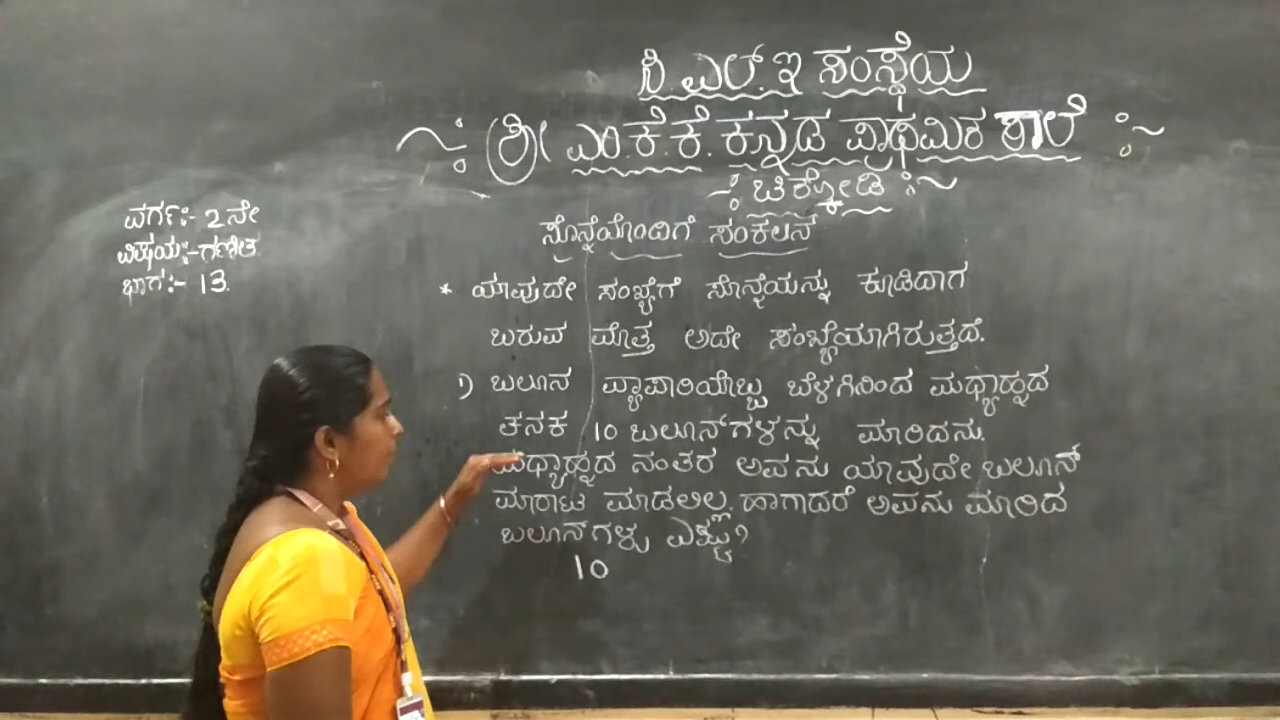 ಸಿ.ಎಲ್.ಇ ಸಂಸ್ಥೆಯ
ಶ್ರೀ ಎಂ.ಕೆ.ಕೆ. ಕನ್ನಡ ಪ್ರಾಥಮಿಕ ಶಾಲೆ
ಚಿಕ್ಕೋಡಿ
ವರ್ಗ:- 2ನೇ
ವಿಷಯ:- ಗಣಿತ
ಭಾಗ:- 13.
ಸೊನ್ನೆಯೊಂದಿಗೆ ಸಂಕಲನ
* ಯಾವುದೇ ಸಂಖ್ಯೆಗೆ ಸೊನ್ನೆಯನ್ನು ಕೂಡಿದಾಗ
ಬರುವ ಮೊತ್ತ ಅದೇ ಸಂಖ್ಯೆಯಾಗಿರುತ್ತದೆ.
1) ಬಲೂನ ವ್ಯಾಪಾರಿಯೊಬ್ಬ ಬೆಳಗಿನಿಂದ ಮಧ್ಯಾಹ್ನದ
ತನಕ 10 ಬಲೂನ್‌ಗಳನ್ನು ಮಾರಿದನು.
ಮಧ್ಯಾಹ್ನದ ನಂತರ ಅವನು ಯಾವುದೇ ಬಲೂನ್
ಮಾರಾಟ ಮಾಡಲಿಲ್ಲ. ಹಾಗಾದರೆ ಅವನು ಮಾರಿದ
ಬಲೂನ್‌ಗಳು ಎಷ್ಟು?
10